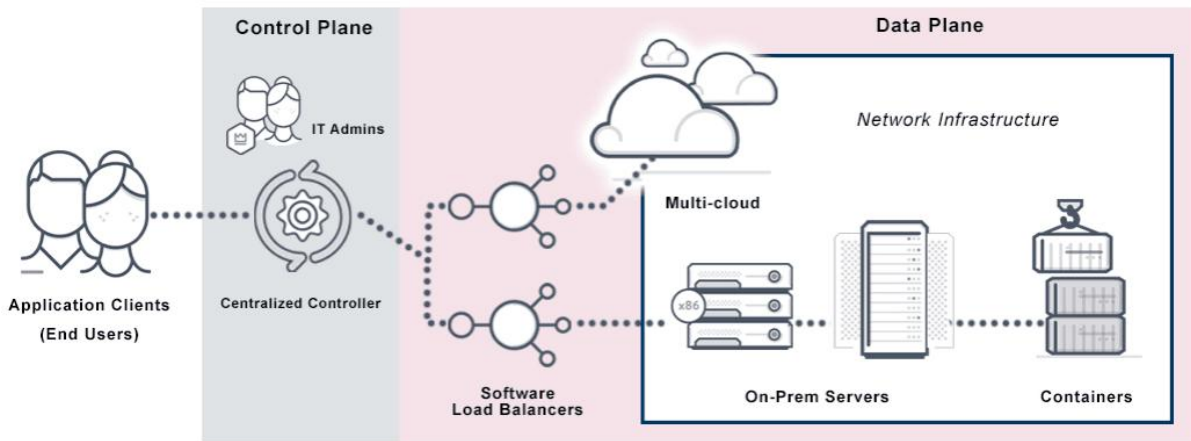 Control Plane
Data Plane
IT Admins
Network Infrastructure
Multi-cloud
x86
Application Clients
(End Users)
Centralized Controller
Software
Load Balancers
On-Prem Servers
Containers